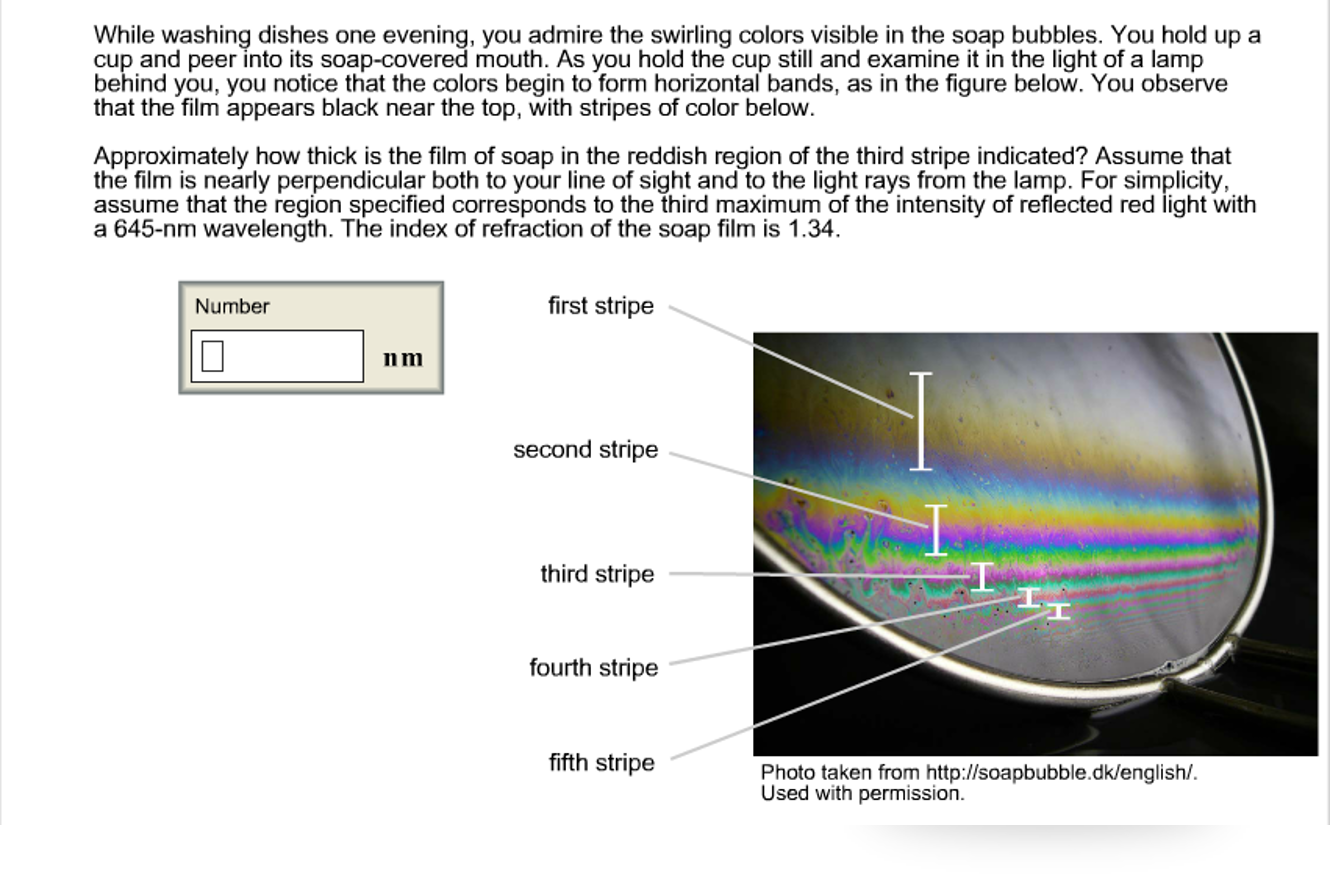 While washing dishes one evening, you admire the swirling colors visible in the soap bubbles. You hold up a
cup and peer into its soap-covered mouth. As you hold the cup still and examine it in the light of a lamp
behind you, you notice that the colors begin to form horizontal bands, as in the figure below. You observe
that the film appears black near the top, with stripes of color below.
Approximately how thick is the film of soap in the reddish region of the third stripe indicated? Assume that
the film is nearly perpendicular both to your line of sight and to the light rays from the lamp. For simplicity,
assume that the region specified corresponds to the third maximum of the intensity of reflected red light with
a 645-nm wavelength. The index of refraction of the soap film is 1.34.
Number
nm
first stripe
second stripe
third stripe
fourth stripe
fifth stripe
Photo taken from http://soapbubble.dk/english/.
Used with permission.